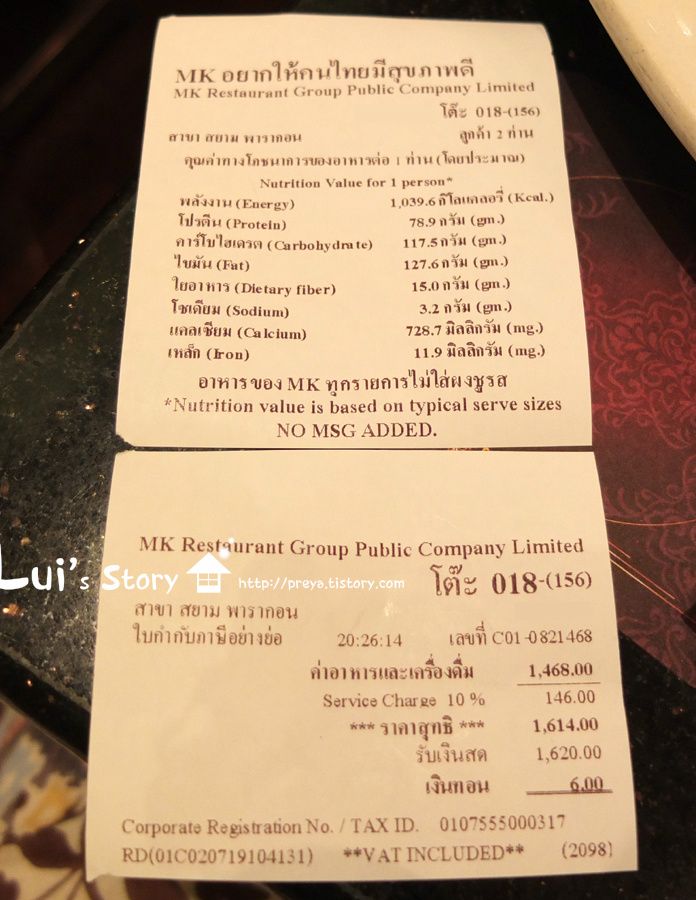 MK อยากให้คนไทยมีสุขภาพดี
MK Restaurant Group Public Company Limited
โต๊ะ 018-(156)
สาขา สยาม พารากอน ลูกค้า 2 ท่าน
คุณค่าทางโภชนาการของอาหารต่อ 1 ท่าน (โดยประมาณ)
Nutrition Value for 1 person*
พลังงาน (Energy) 1,039.6 กิโลแคลอรี่ (Kcal.)
โปรตีน (Protein) 78.9 กรัม (gm.)
คาร์โบไฮเดรต (Carbohydrate) 117.5 กรัม (gm.)
ไขมัน (Fat) 127.6 กรัม (gm.)
ใยอาหาร (Dietary fiber) 15.0 กรัม (gm.)
โซเดียม (Sodium) 3.2 กรัม (gm.)
แคลเซียม (Calcium) 728.7 มิลลิกรัม (mg.)
เหล็ก (Iron) 11.9 มิลลิกรัม (mg.)
อาหารของ MK ทุกรายการไม่ใส่ผงชูรส
*Nutrition value is based on typical serve sizes
NO MSG ADDED.
MK Restaurant Group Public Company Limited
Lui's Story http://preya.tistory.com
โต๊ะ 018-(156)
สาขา สยาม พารากอน
ใบกำกับภาษีอย่างย่อ 20:26:14 เลขที่ C01-0821468
ค่าอาหารและเครื่องดื่ม 1,468.00
Service Charge 10 % 146.00
*** ราคาสุทธิ *** 1,614.00
รับเงินสด 1,620.00
เงินทอน 6.00
Corporate Registration No. / TAX ID. 0107555000317
RD(01C020719104131) **VAT INCLUDED** (2098)